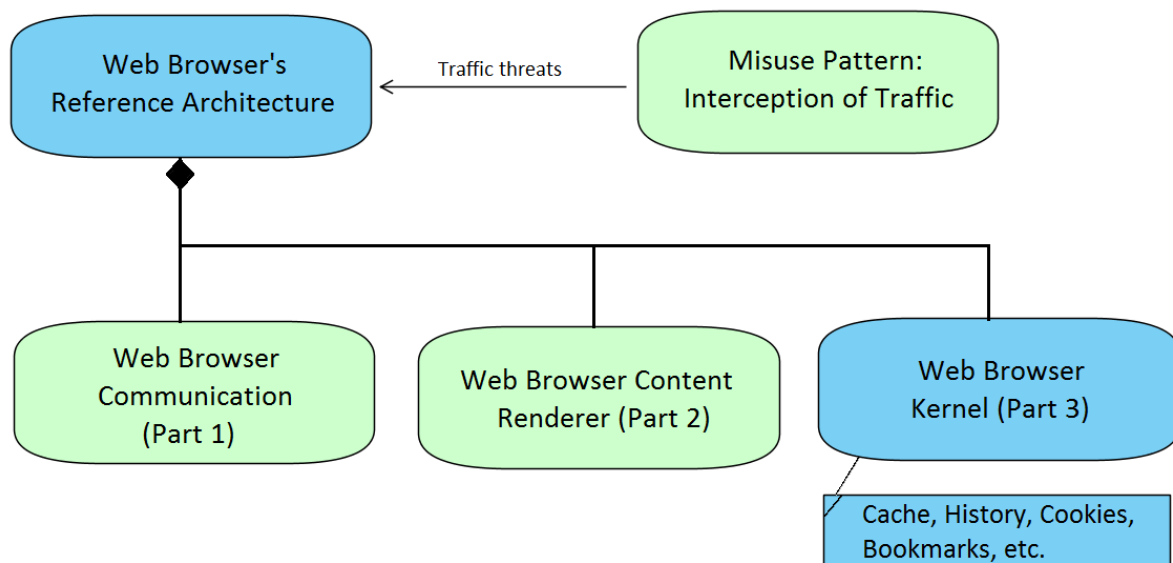 Web Browser's
Reference Architecture
Traffic threats
Misuse Pattern:
Interception of Traffic
Web Browser
Communication
(Part 1)
Web Browser Content
Renderer (Part 2)
Web Browser
Kernel (Part 3)
Cache, History, Cookies,
Bookmarks, etc.